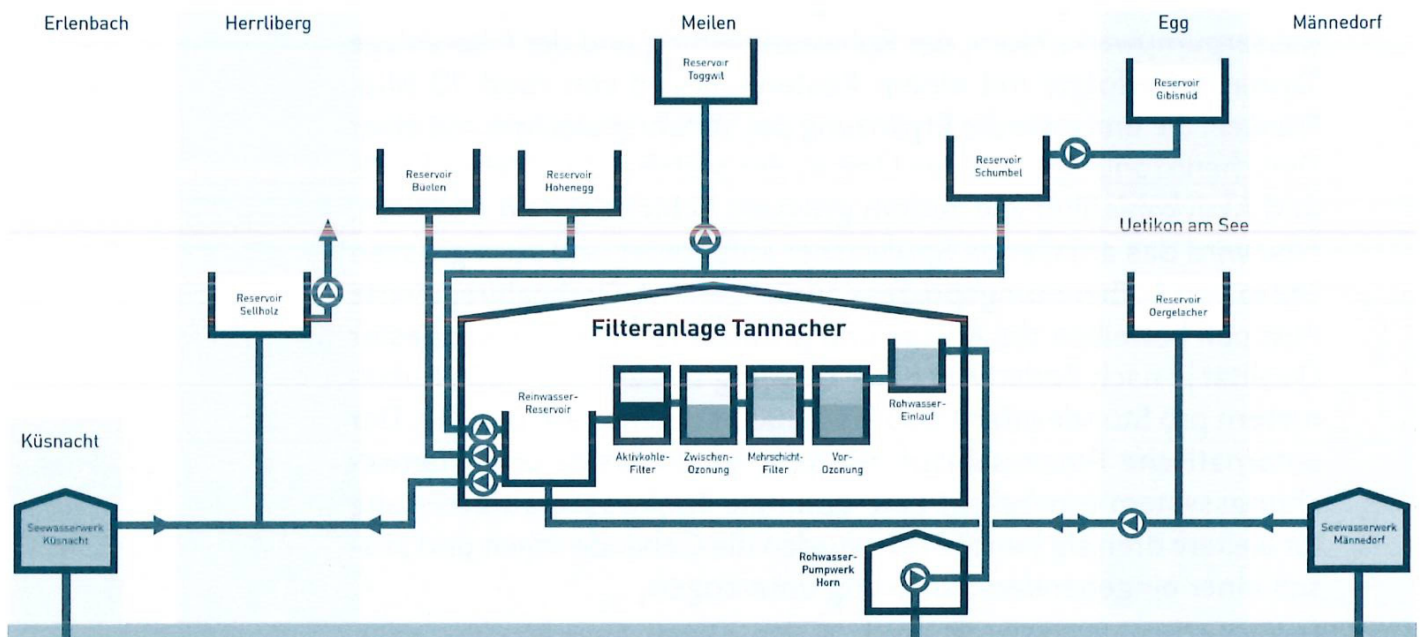 Erlenbach
Herrliberg
Meilen
Egg
Männedorf
Reservoir
Toggwil
Reservoir
Gibisnüd
Reservoir
Büelen
Reservoir
Hohenegg
Reservoir
Schumbel
Uetikon am See
Reservoir
Sellholz
Reservoir
Oergelacher
Filteranlage Tannacher
Reinwasser-
Reservoir
Rohwasser-
Einlauf
Aktivkohle-
Filter
Zwischen-
Ozonung
Mehrschicht-
Filter
Vor-
Ozonung
Küsnacht
Seewasserwerk
Küsnacht
Rohwasser-
Pumpwerk
Horn
Seewasserwerk
Männedorf